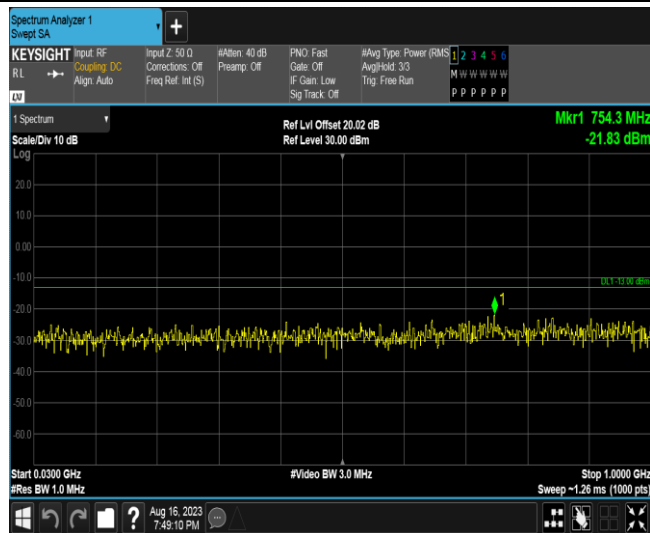 Spectrum Analyzer 1
Swept SA
+
KEYSIGHT
RL
Input: RF
Coupling: DC
Align: Auto
Input Z: 50 Ω
Corrections: Off
Freq Ref: Int (S)
#Atten: 40 dB
Preamp: Off
PNO: Fast
Gate: Off
IF Gain: Low
Sig Track: Off
#Avg Type: Power (RMS
Avg|Hold: 3/3
Trig: Free Run
1 2 3 4 5 6
M W W W W W
P P P P P P
1 Spectrum
Scale/Div 10 dB
Log
Ref Lvl Offset 20.02 dB
Ref Level 30.00 dBm
Mkr1 754.3 MHz
-21.83 dBm
20.0
10.0
0.00
-10.0
DL1 -13.00 dBm
-20.0
1
-30.0
-40.0
-50.0
-60.0
Start 0.0300 GHz
#Res BW 1.0 MHz
#Video BW 3.0 MHz
Stop 1.0000 GHz
Sweep ~1.26 ms (1000 pts)
?
Aug 16, 2023
7:49:10 PM